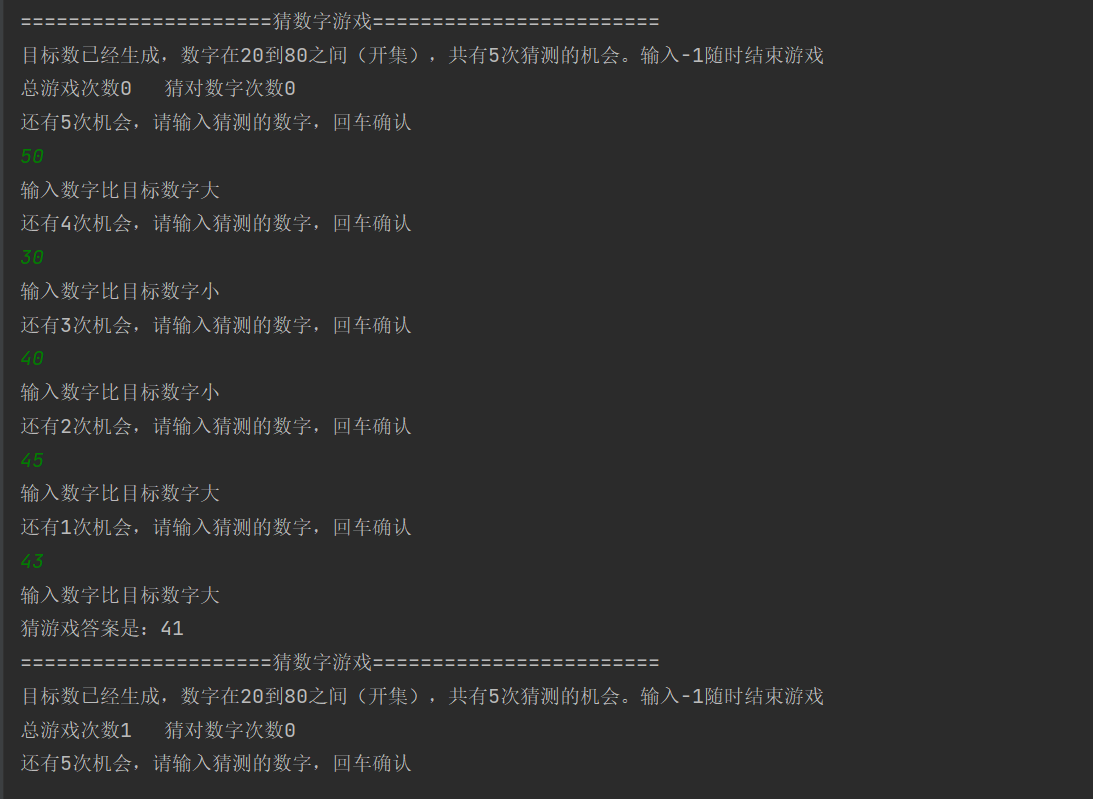 =====================猜数字游戏========================
目标数已经生成，数字在20到80之间（开集），共有5次猜测的机会。输入-1随时结束游戏
总游戏次数0   猜对数字次数0
还有5次机会，请输入猜测的数字，回车确认
50
输入数字比目标数字大
还有4次机会，请输入猜测的数字，回车确认
30
输入数字比目标数字小
还有3次机会，请输入猜测的数字，回车确认
40
输入数字比目标数字小
还有2次机会，请输入猜测的数字，回车确认
45
输入数字比目标数字大
还有1次机会，请输入猜测的数字，回车确认
43
输入数字比目标数字大
猜游戏答案是：41
=====================猜数字游戏========================
目标数已经生成，数字在20到80之间（开集），共有5次猜测的机会。输入-1随时结束游戏
总游戏次数1   猜对数字次数0
还有5次机会，请输入猜测的数字，回车确认